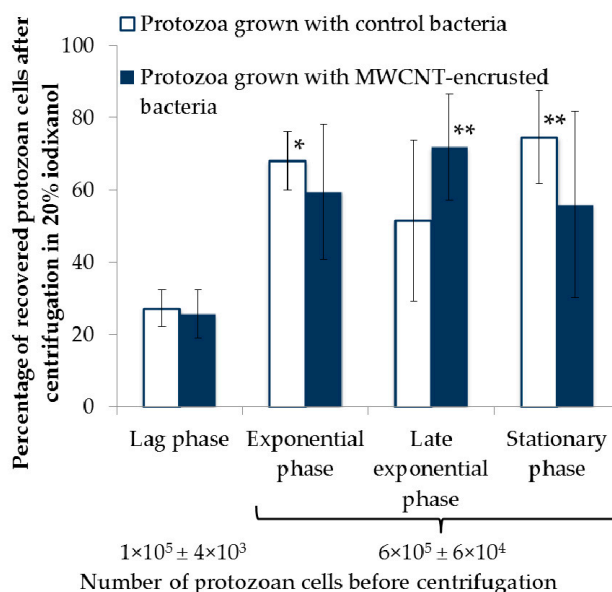 Percentage of recovered protozoan cells after
centrifugation in 20% iodixanol
100
80
60
40
20
0
Protozoa grown with control bacteria
Protozoa grown with MWCNT-encrusted
bacteria
*
**
**
Lag phase
Exponential
phase
Late
exponential
phase
Stationary
phase
1×10⁵ ± 4×10³
6×10⁵ ± 6×10⁴
Number of protozoan cells before centrifugation